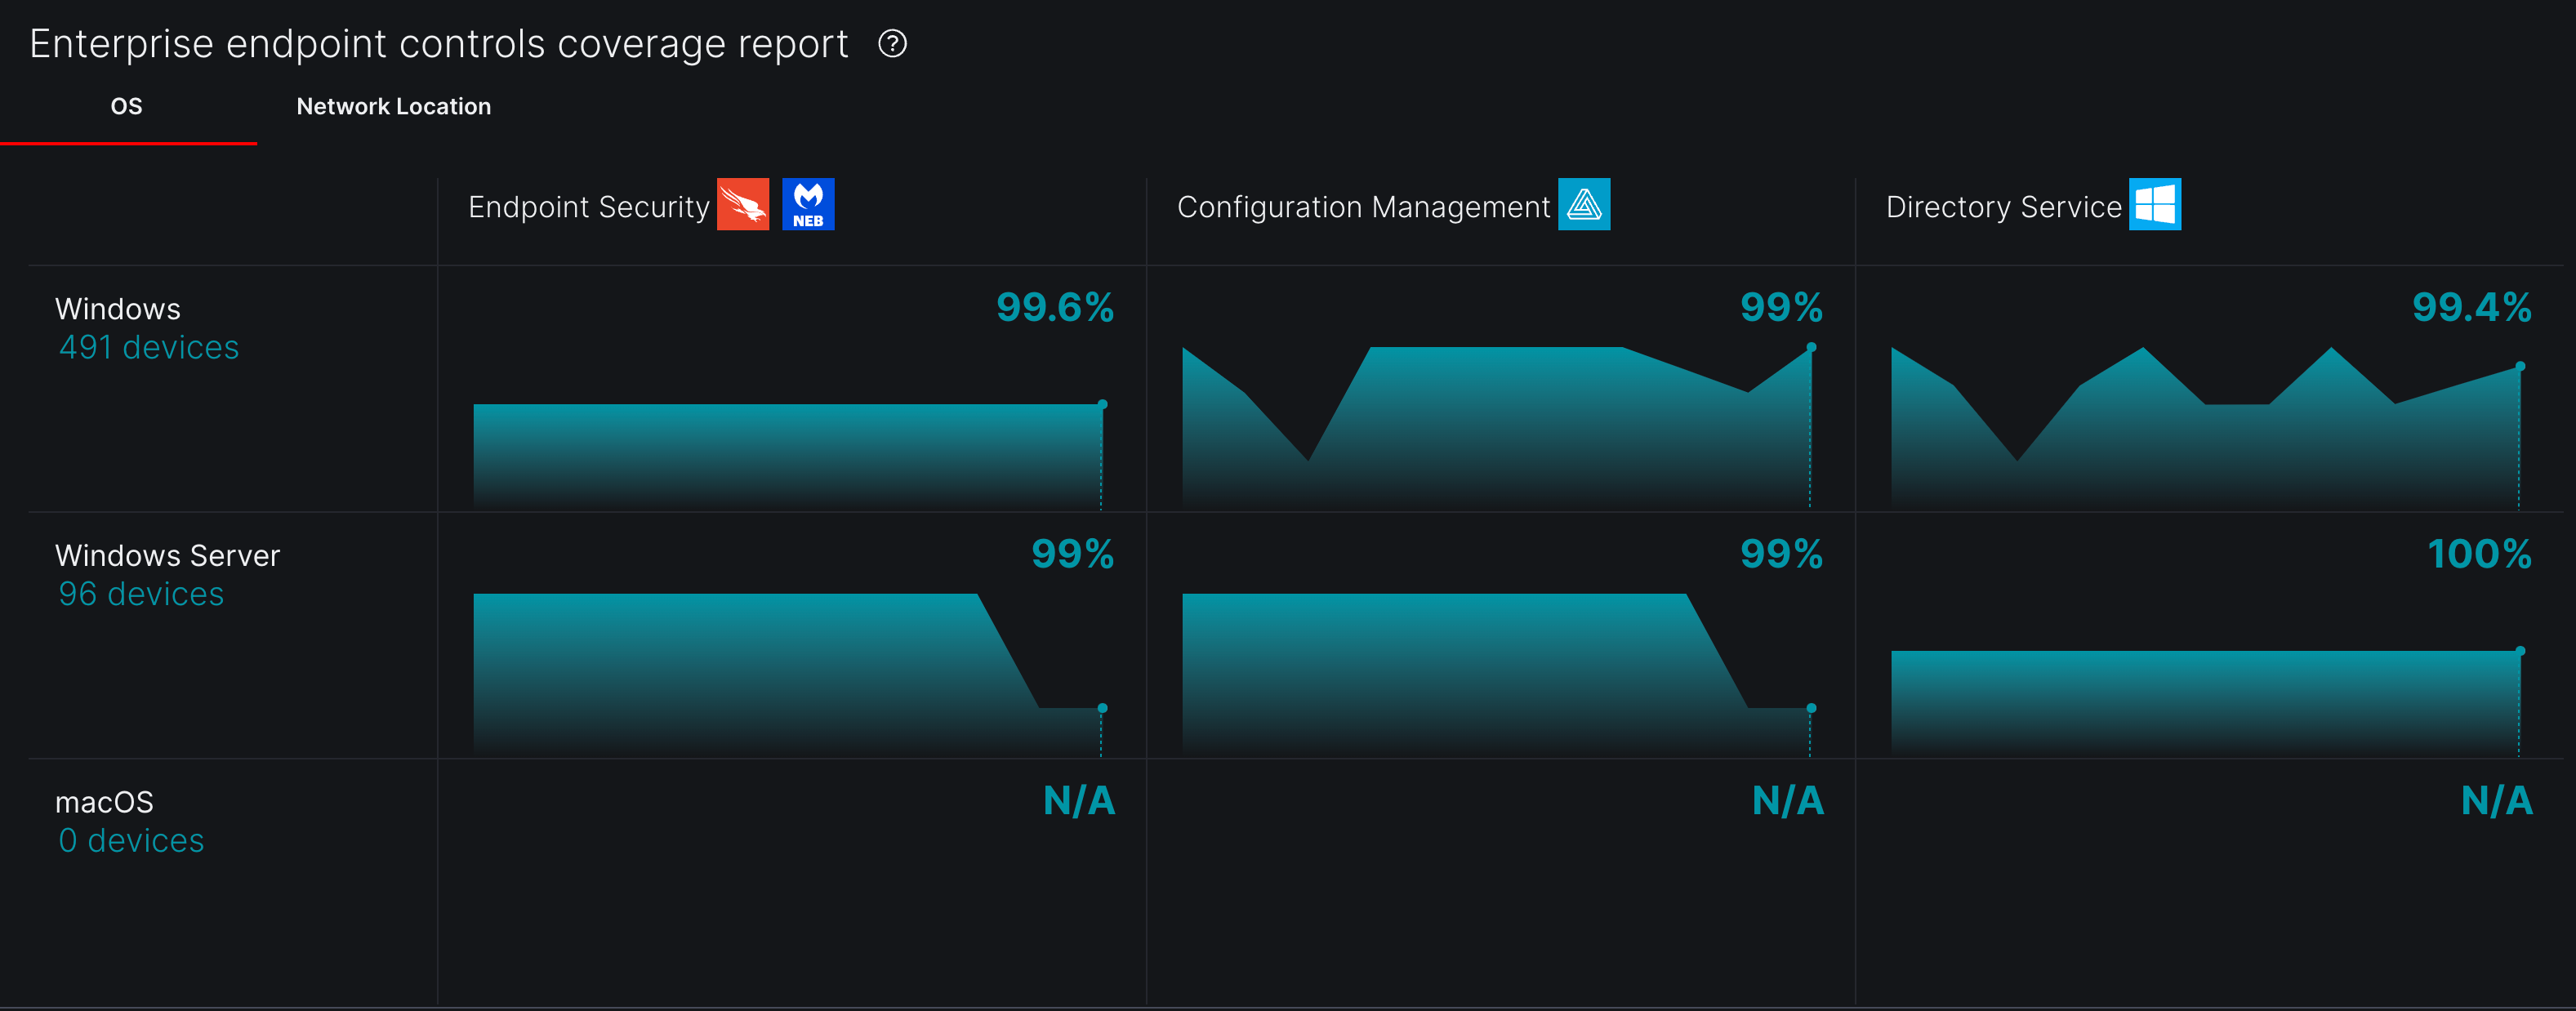 Enterprise endpoint controls coverage report ?
OS Network Location
Endpoint Security NEB Configuration Management Directory Service
Windows 99.6% 99% 99.4%
491 devices
Windows Server 99% 99% 100%
96 devices
macOS N/A N/A N/A
0 devices